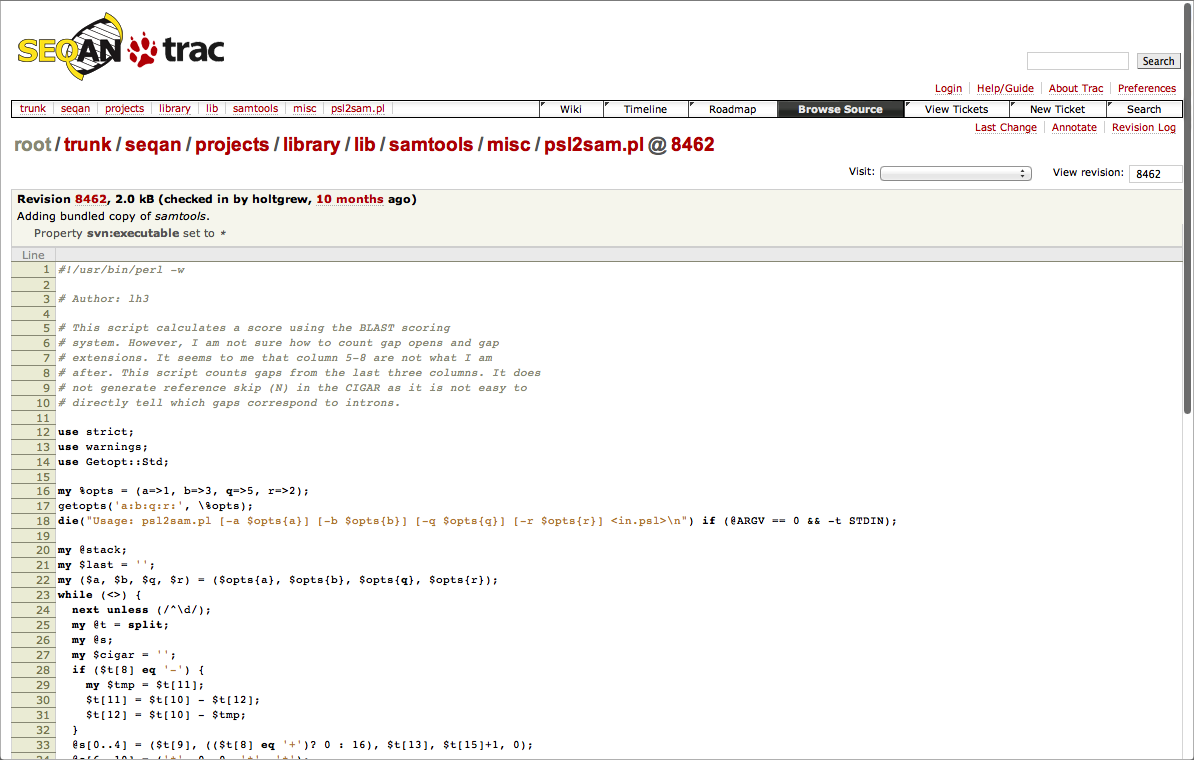 SEQAN trac
Search
Login Help/Guide About Trac Preferences
trunk seqan projects library lib samtools misc psl2sam.pl Wiki Timeline Roadmap Browse Source View Tickets New Ticket Search
Last Change Annotate Revision Log
root/trunk/seqan/projects/library/lib/samtools/misc/psl2sam.pl @ 8462
Visit: View revision: 8462
Revision 8462, 2.0 kB (checked in by holtgrew, 10 months ago)
Adding bundled copy of samtools.
Property svn:executable set to *
Line
1 #!/usr/bin/perl -w
2
3 # Author: lh3
4
5 # This script calculates a score using the BLAST scoring
6 # system. However, I am not sure how to count gap opens and gap
7 # extensions. It seems to me that column 5-8 are not what I am
8 # after. This script counts gaps from the last three columns. It does
9 # not generate reference skip (N) in the CIGAR as it is not easy to
10 # directly tell which gaps correspond to introns.
11
12 use strict;
13 use warnings;
14 use Getopt::Std;
15
16 my %opts = (a=>1, b=>3, q=>5, r=>2);
17 getopts('a:b:q:r:', \%opts);
18 die("Usage: psl2sam.pl [-a $opts{a}] [-b $opts{b}] [-q $opts{q}] [-r $opts{r}] <in.psl>\n") if (@ARGV == 0 && -t STDIN);
19
20 my @stack;
21 my $last = '';
22 my ($a, $b, $q, $r) = ($opts{a}, $opts{b}, $opts{q}, $opts{r});
23 while (<>) {
24 next unless (/^\d/);
25 my @t = split;
26 my @s;
27 my $cigar = '';
28 if ($t[8] eq '-') {
29 my $tmp = $t[11];
30 $t[11] = $t[10] - $t[12];
31 $t[12] = $t[10] - $tmp;
32 }
33 @s[0..4] = ($t[9], (($t[8] eq '+')? 0 : 16), $t[13], $t[15]+1, 0);